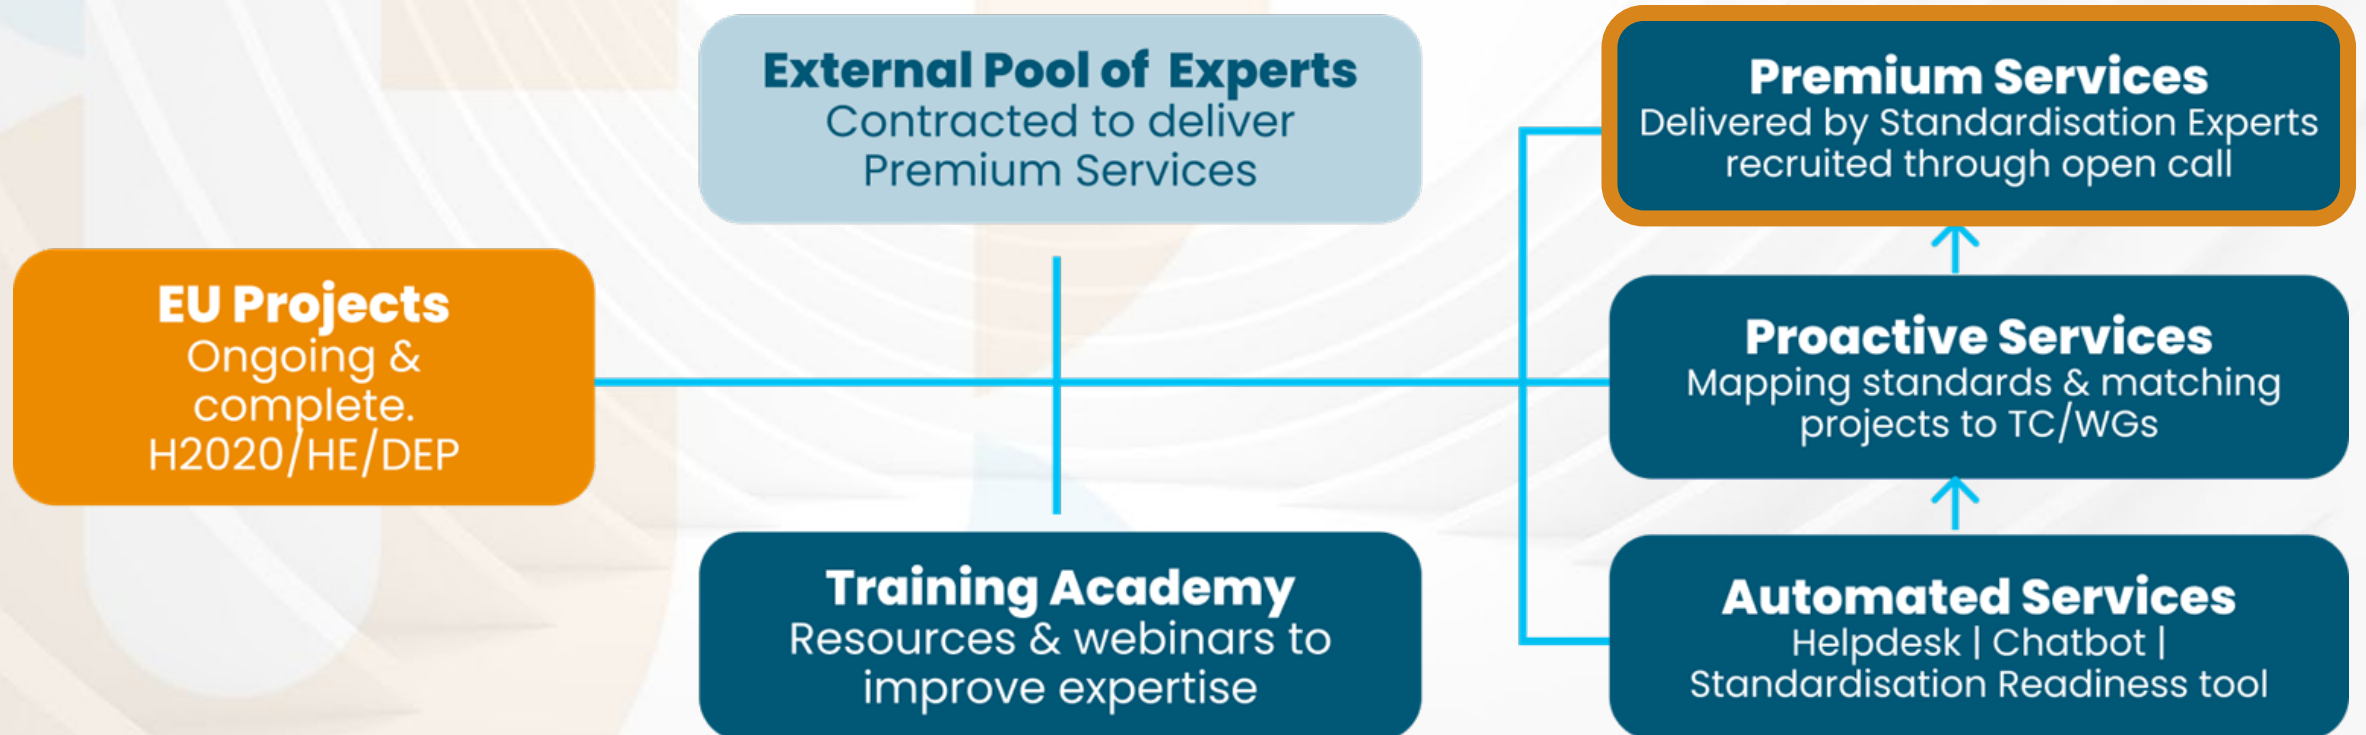 External Pool of Experts
Contracted to deliver
Premium Services
Premium Services
Delivered by Standardisation Experts
recruited through open call
EU Projects
Ongoing &
complete.
H2020/HE/DEP
Proactive Services
Mapping standards & matching
projects to TC/WGs
Training Academy
Resources & webinars to
improve expertise
Automated Services
Helpdesk | Chatbot |
Standardisation Readiness tool